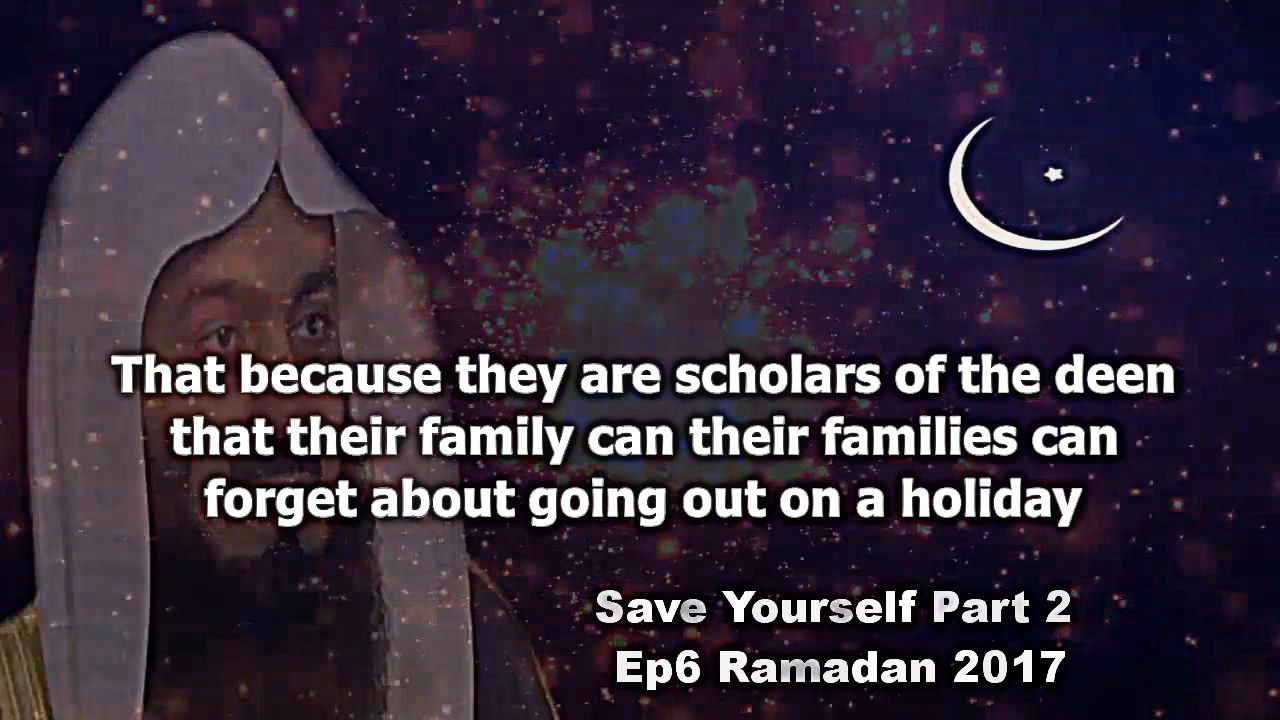 That because they are scholars of the deen
that their family can their families can
forget about going out on a holiday
Save Yourself Part 2
Ep6 Ramadan 2017